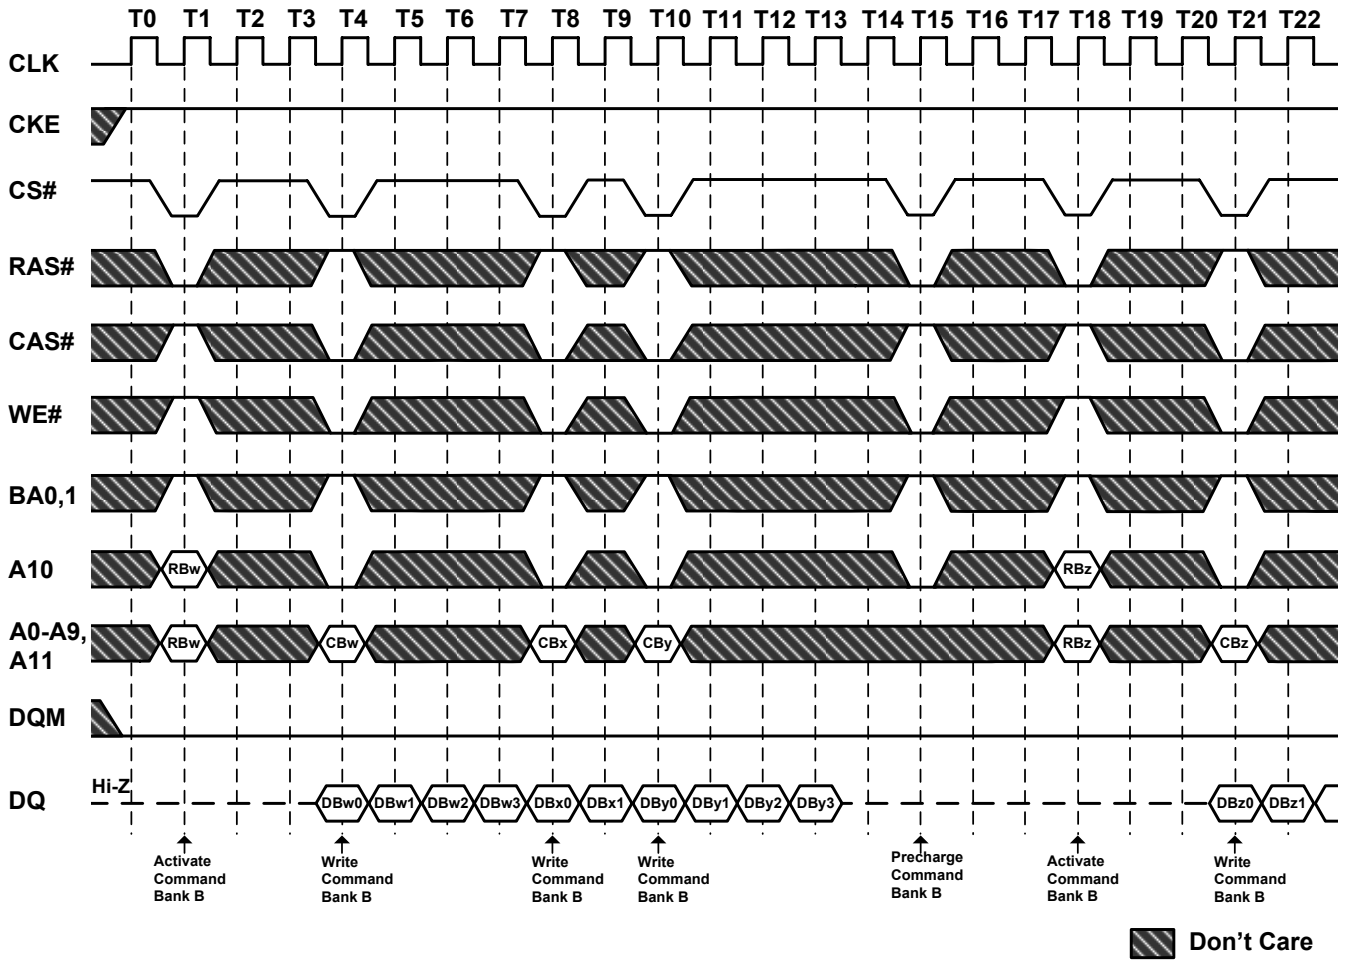 T0 T1 T2 T3 T4 T5 T6 T7 T8 T9 T10 T11 T12 T13 T14 T15 T16 T17 T18 T19 T20 T21 T22
CLK
CKE
CS#
RAS#
CAS#
WE#
BA0,1
A10
RBw RBz
A0-A9,
A11
RBw CBw CBx CBy RBz CBz
DQM
DQ
Hi-Z
DBw0 DBw1 DBw2 DBw3 DBx0 DBx1 DBy0 DBy1 DBy2 DBy3 DBz0 DBz1
Activate
Command
Bank B
Write
Command
Bank B
Write
Command
Bank B
Write
Command
Bank B
Precharge
Command
Bank B
Activate
Command
Bank B
Write
Command
Bank B
Don't Care